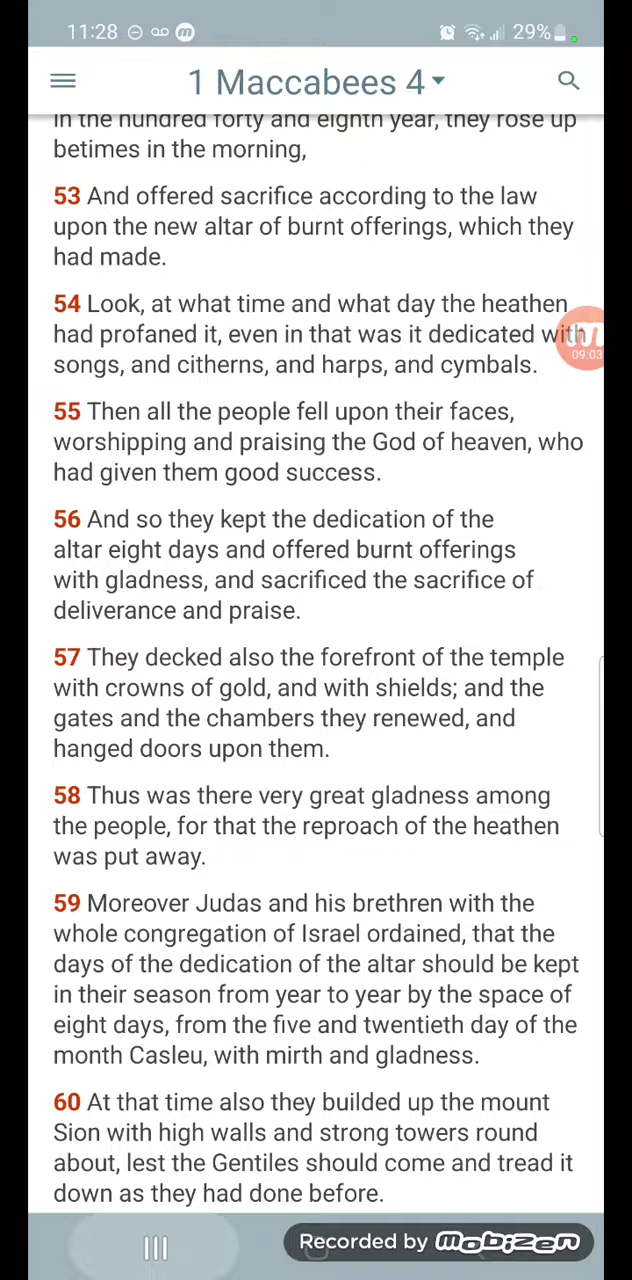 11:28
29%
1 Maccabees 4
in the hundred forty and eighth year, they rose up
betimes in the morning,
53 And offered sacrifice according to the law
upon the new altar of burnt offerings, which they
had made.
54 Look, at what time and what day the heathen
had profaned it, even in that was it dedicated with
songs, and citherns, and harps, and cymbals.
09:03
55 Then all the people fell upon their faces,
worshipping and praising the God of heaven, who
had given them good success.
56 And so they kept the dedication of the
altar eight days and offered burnt offerings
with gladness, and sacrificed the sacrifice of
deliverance and praise.
57 They decked also the forefront of the temple
with crowns of gold, and with shields; and the
gates and the chambers they renewed, and
hanged doors upon them.
58 Thus was there very great gladness among
the people, for that the reproach of the heathen
was put away.
59 Moreover Judas and his brethren with the
whole congregation of Israel ordained, that the
days of the dedication of the altar should be kept
in their season from year to year by the space of
eight days, from the five and twentieth day of the
month Casleu, with mirth and gladness.
60 At that time also they builded up the mount
Sion with high walls and strong towers round
about, lest the Gentiles should come and tread it
down as they had done before.
Recorded by mobizen